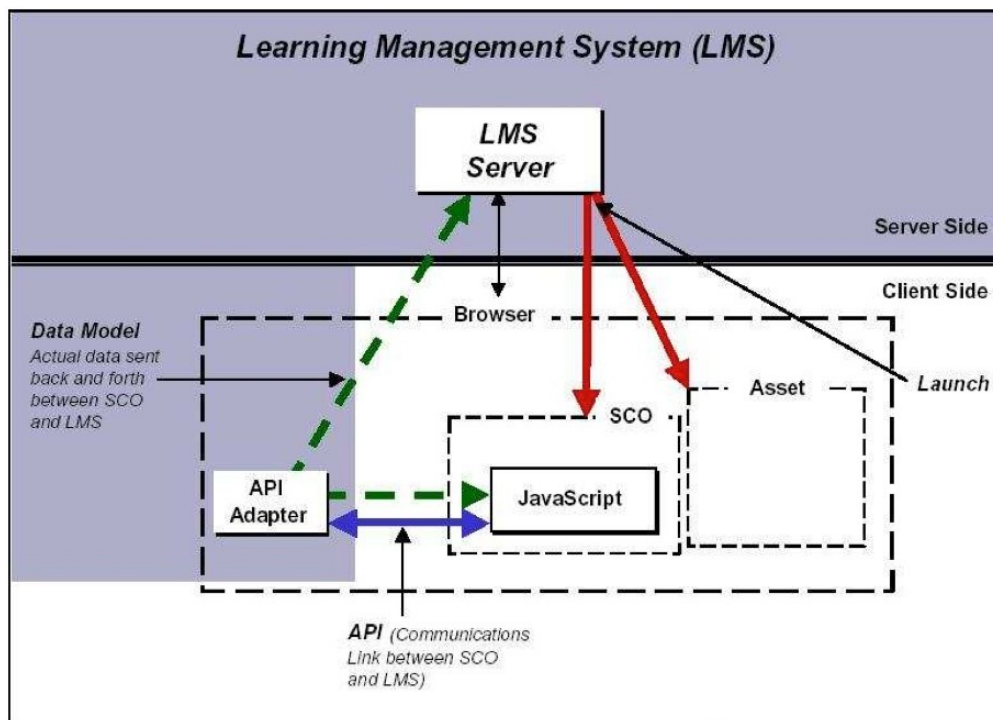 Learning Management System (LMS)
LMS
Server
Server Side
Client Side
Browser
Data Model
Actual data sent
back and forth
between SCO
and LMS
Launch
Asset
SCO
API
Adapter
JavaScript
API (Communications
Link between SCO
and LMS)